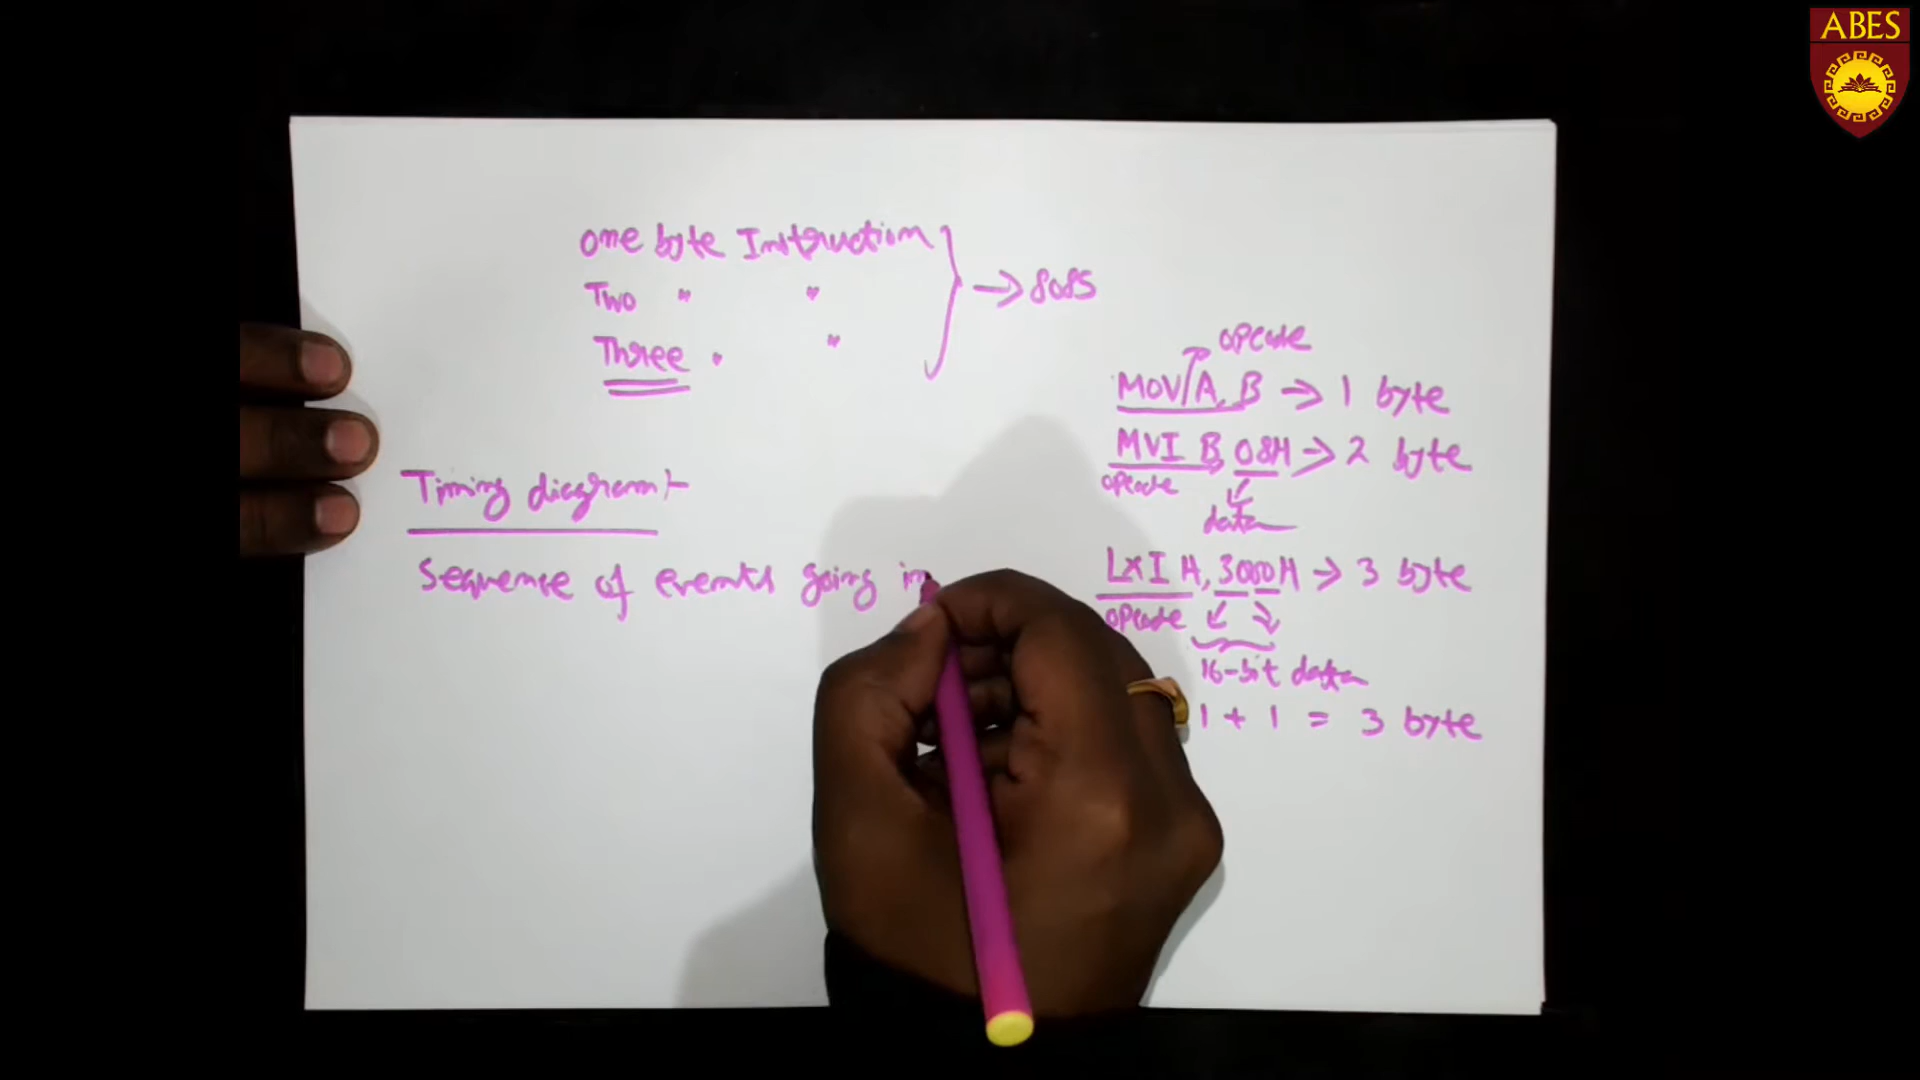 ABES
One byte Instruction
Two " "
Three " "
→ 8085
opcode
MOV A, B → 1 byte
MVI B, 08H → 2 byte
opcode
data
LXI H, 3000H → 3 byte
opcode
16-bit data
1 + 1 = 3 byte
Timing diagram:-
Sequence of events going in